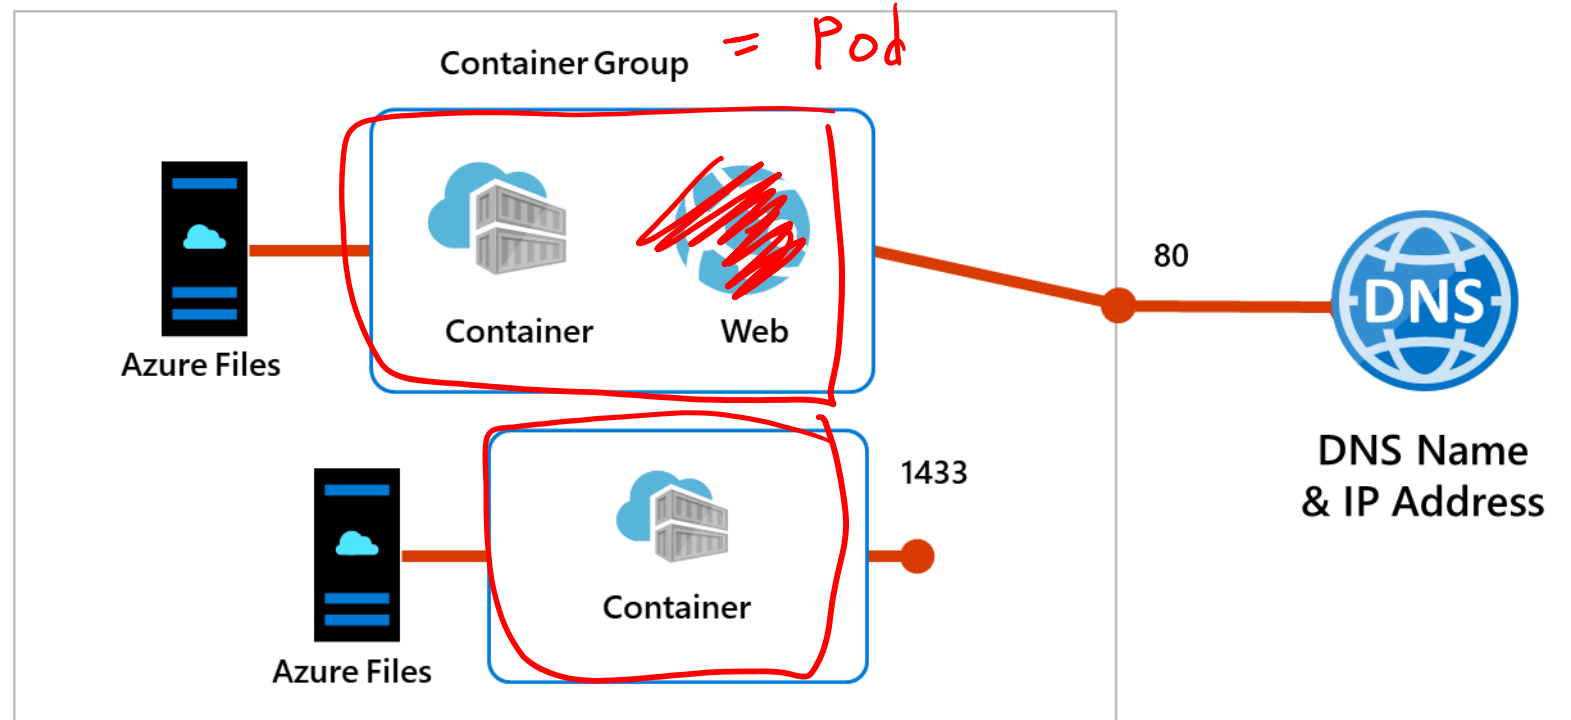 Container Group = Pod
Container
Web
80
DNS
Azure Files
DNS Name
& IP Address
1433
Container
Azure Files